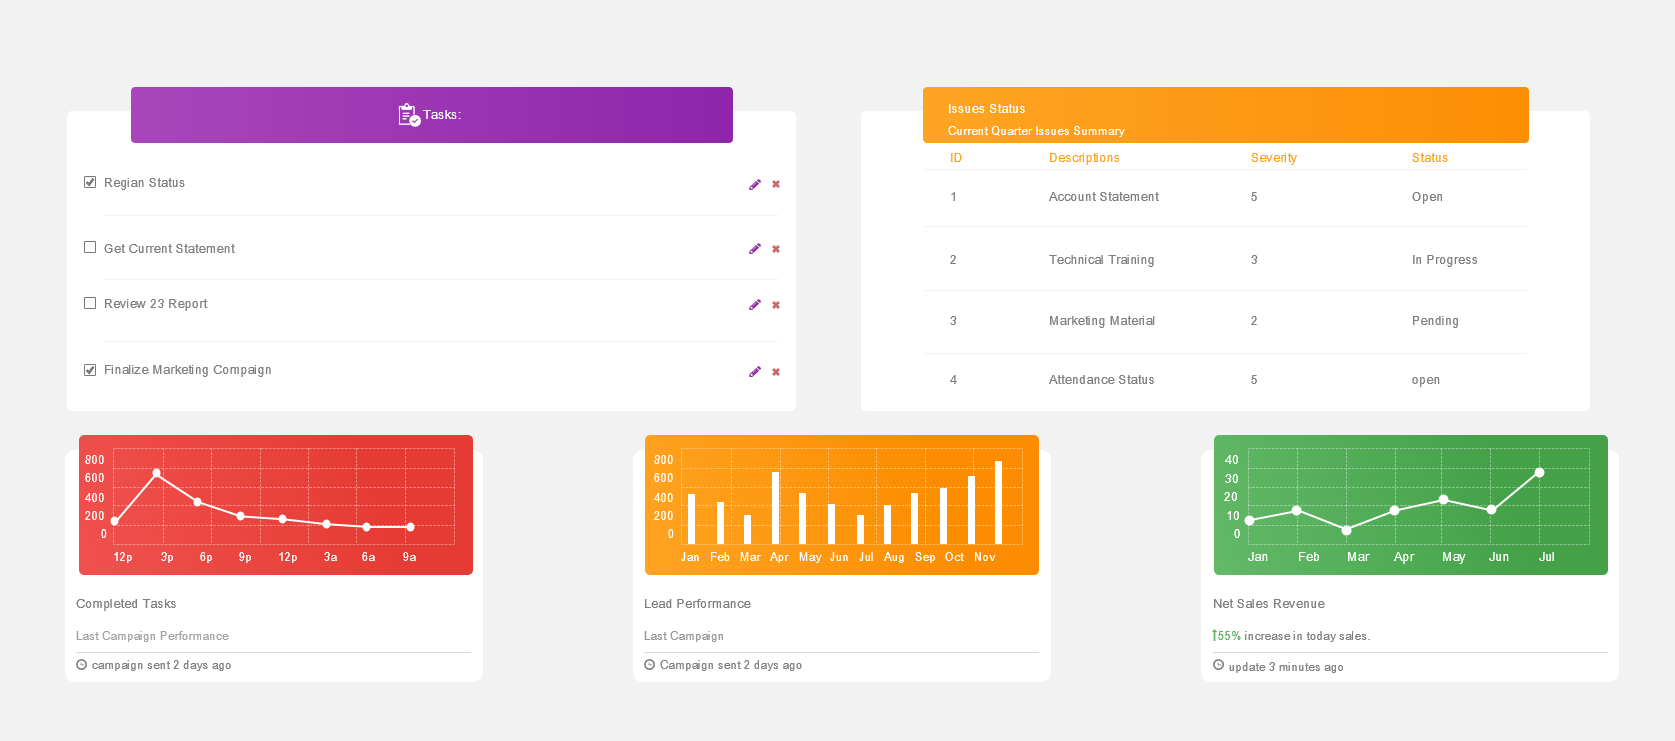 Tasks:
Regian Status
Get Current Statement
Review 23 Report
Finalize Marketing Compaign
Issues Status
Current Quarter Issues Summary
ID Descriptions Severity Status
1 Account Statement 5 Open
2 Technical Training 3 In Progress
3 Marketing Material 2 Pending
4 Attendance Status 5 open
800
600
400
200
0
12p 3p 6p 9p 12p 3a 6a 9a
Completed Tasks
Last Campaign Performance
campaign sent 2 days ago
800
600
400
200
0
Jan Feb Mar Apr May Jun Jul Aug Sep Oct Nov
Lead Performance
Last Campaign
Campaign sent 2 days ago
40
30
20
10
0
Jan Feb Mar Apr May Jun Jul
Net Sales Revenue
↑55% increase in today sales.
update 3 minutes ago